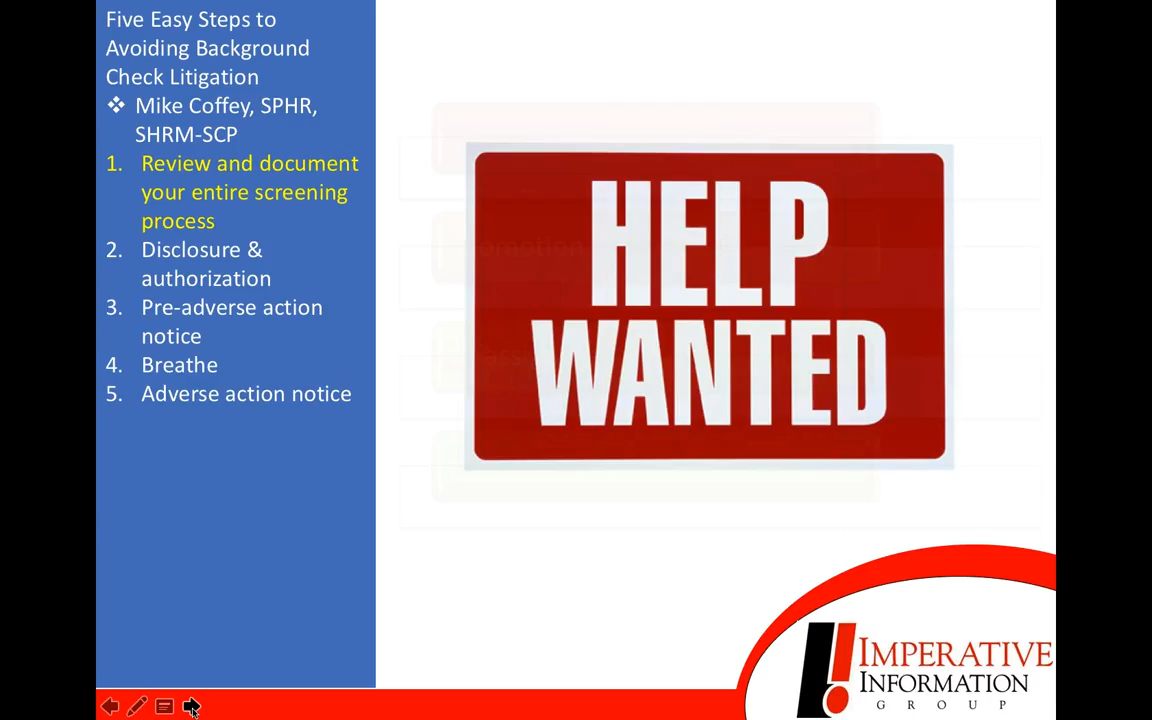 Five Easy Steps to
Avoiding Background
Check Litigation
❖ Mike Coffey, SPHR,
SHRM-SCP
1. Review and document
your entire screening
process
2. Disclosure &
authorization
3. Pre-adverse action
notice
4. Breathe
5. Adverse action notice
HELP
WANTED
IMPERATIVE
INFORMATION
GROUP